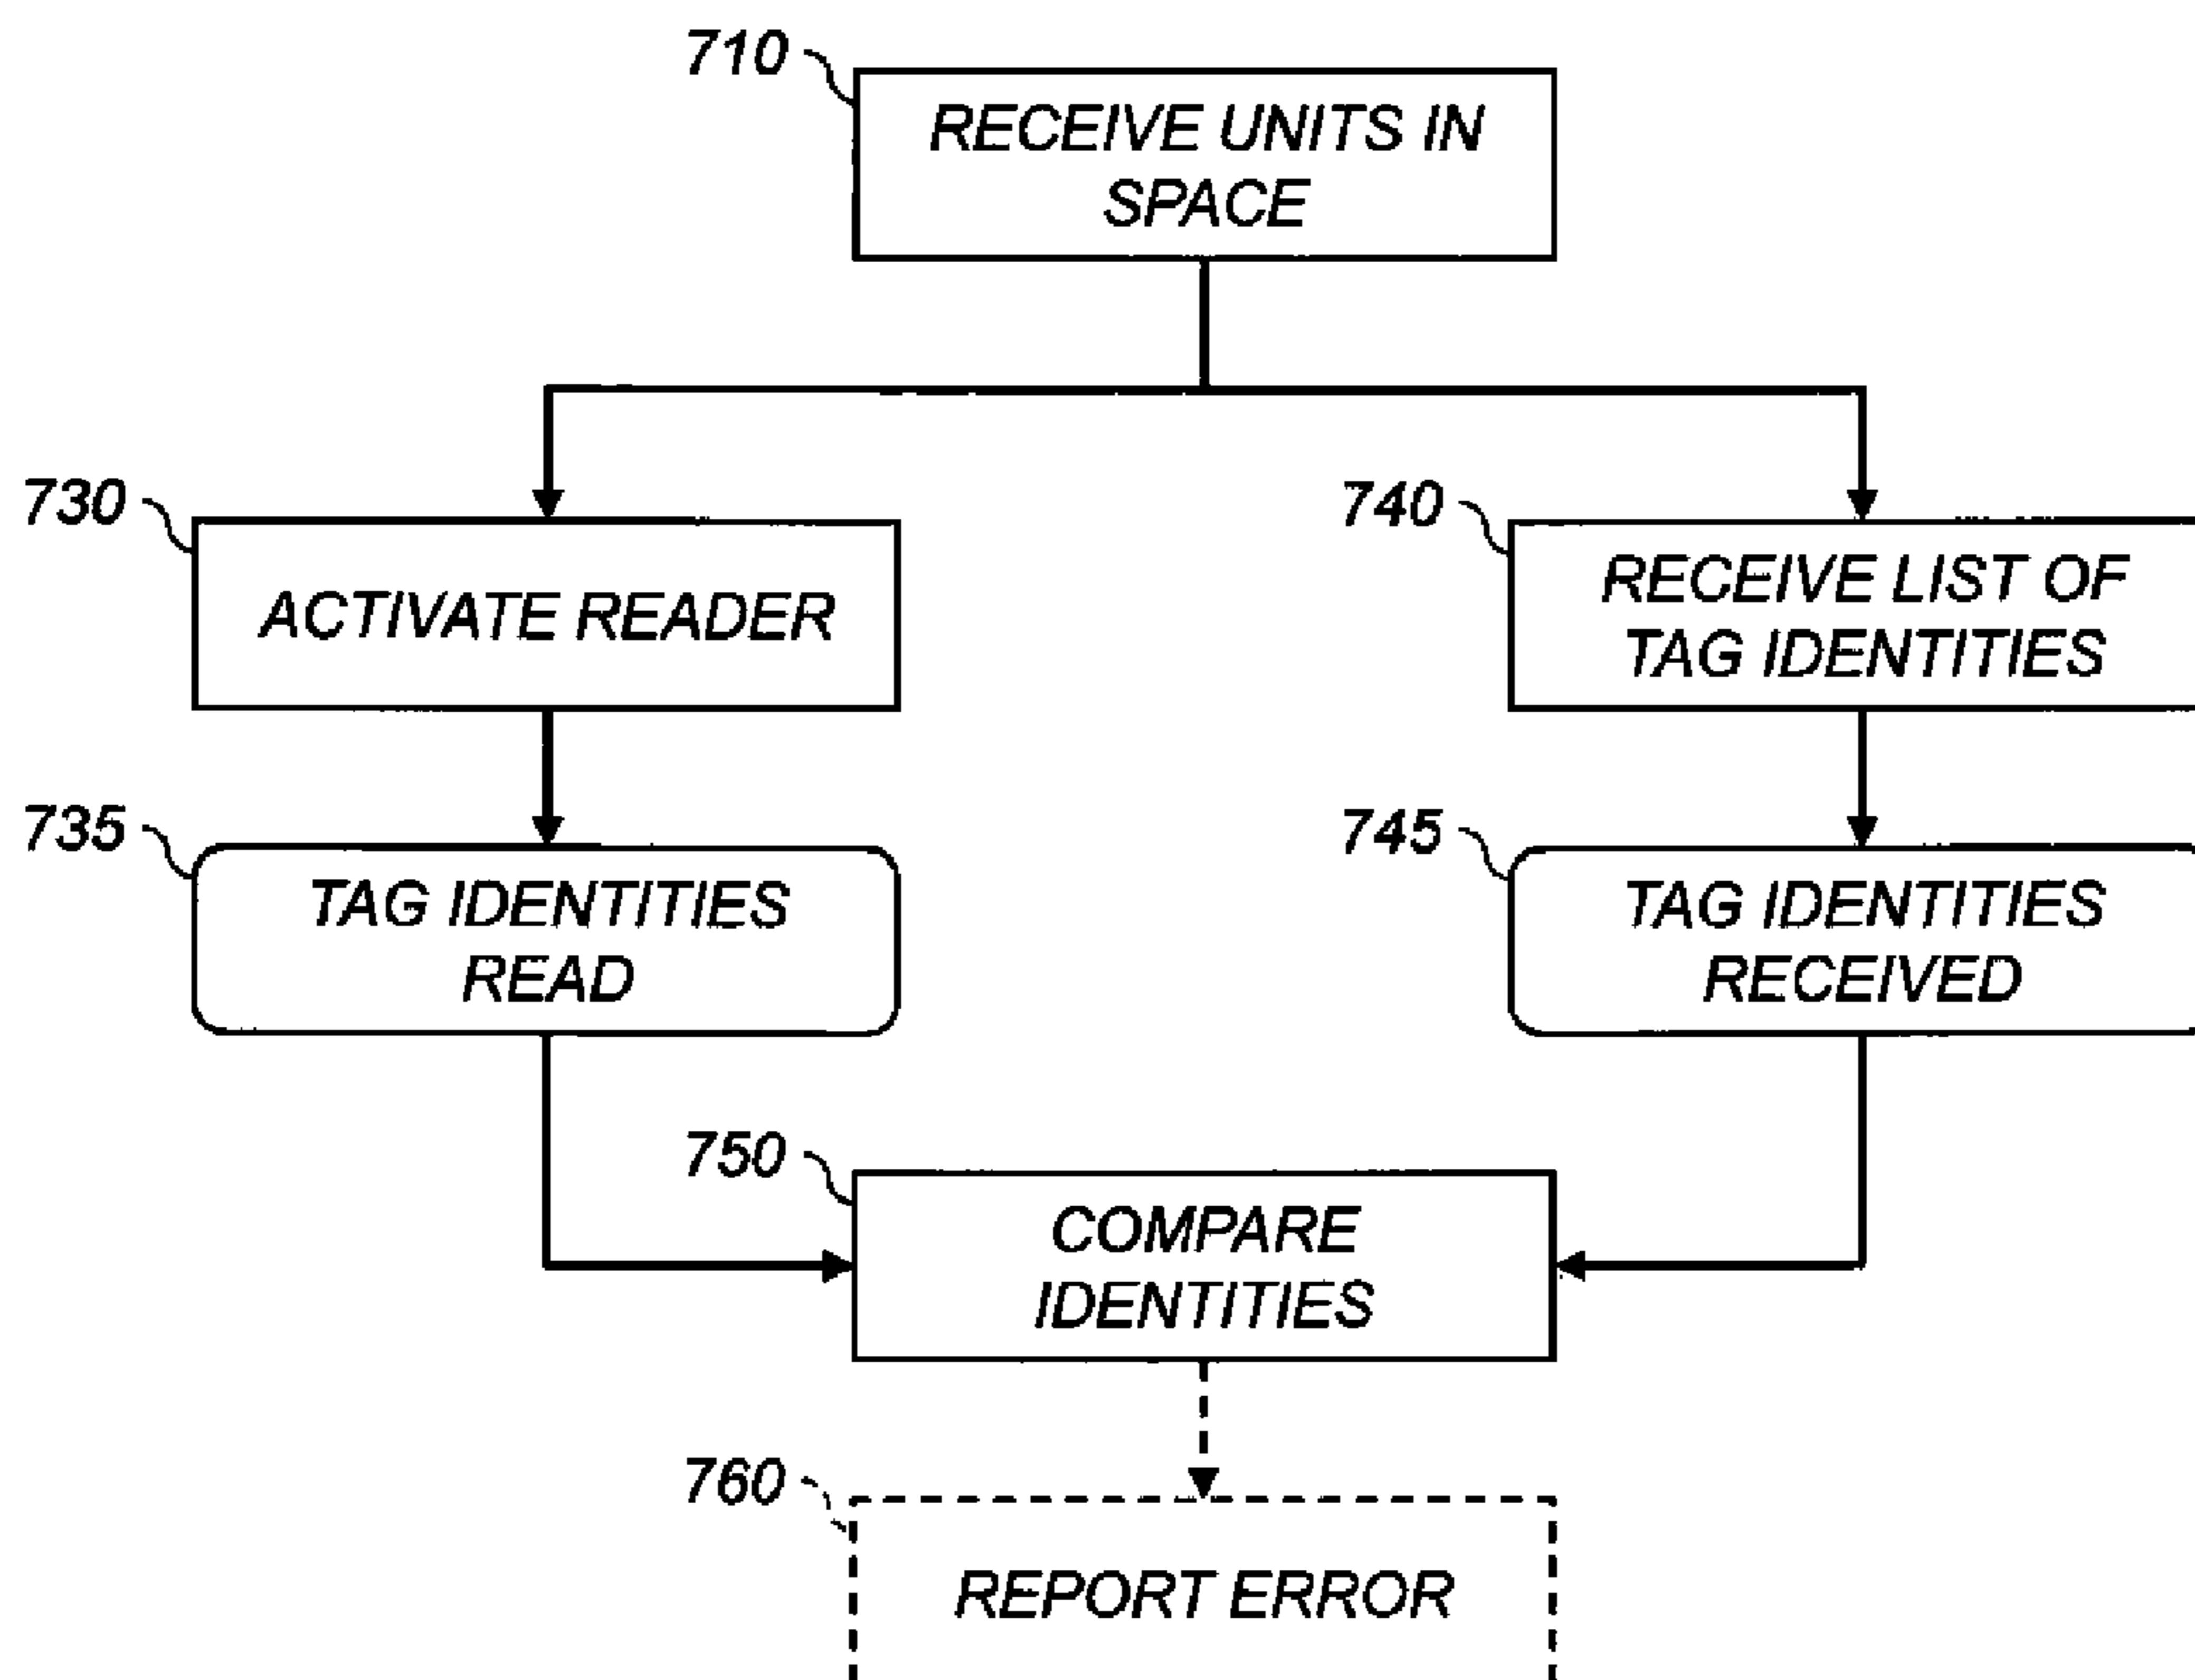 710
RECEIVE UNITS IN
SPACE
730
ACTIVATE READER
740
RECEIVE LIST OF
TAG IDENTITIES
735
TAG IDENTITIES
READ
745
TAG IDENTITIES
RECEIVED
750
COMPARE
IDENTITIES
760
REPORT ERROR